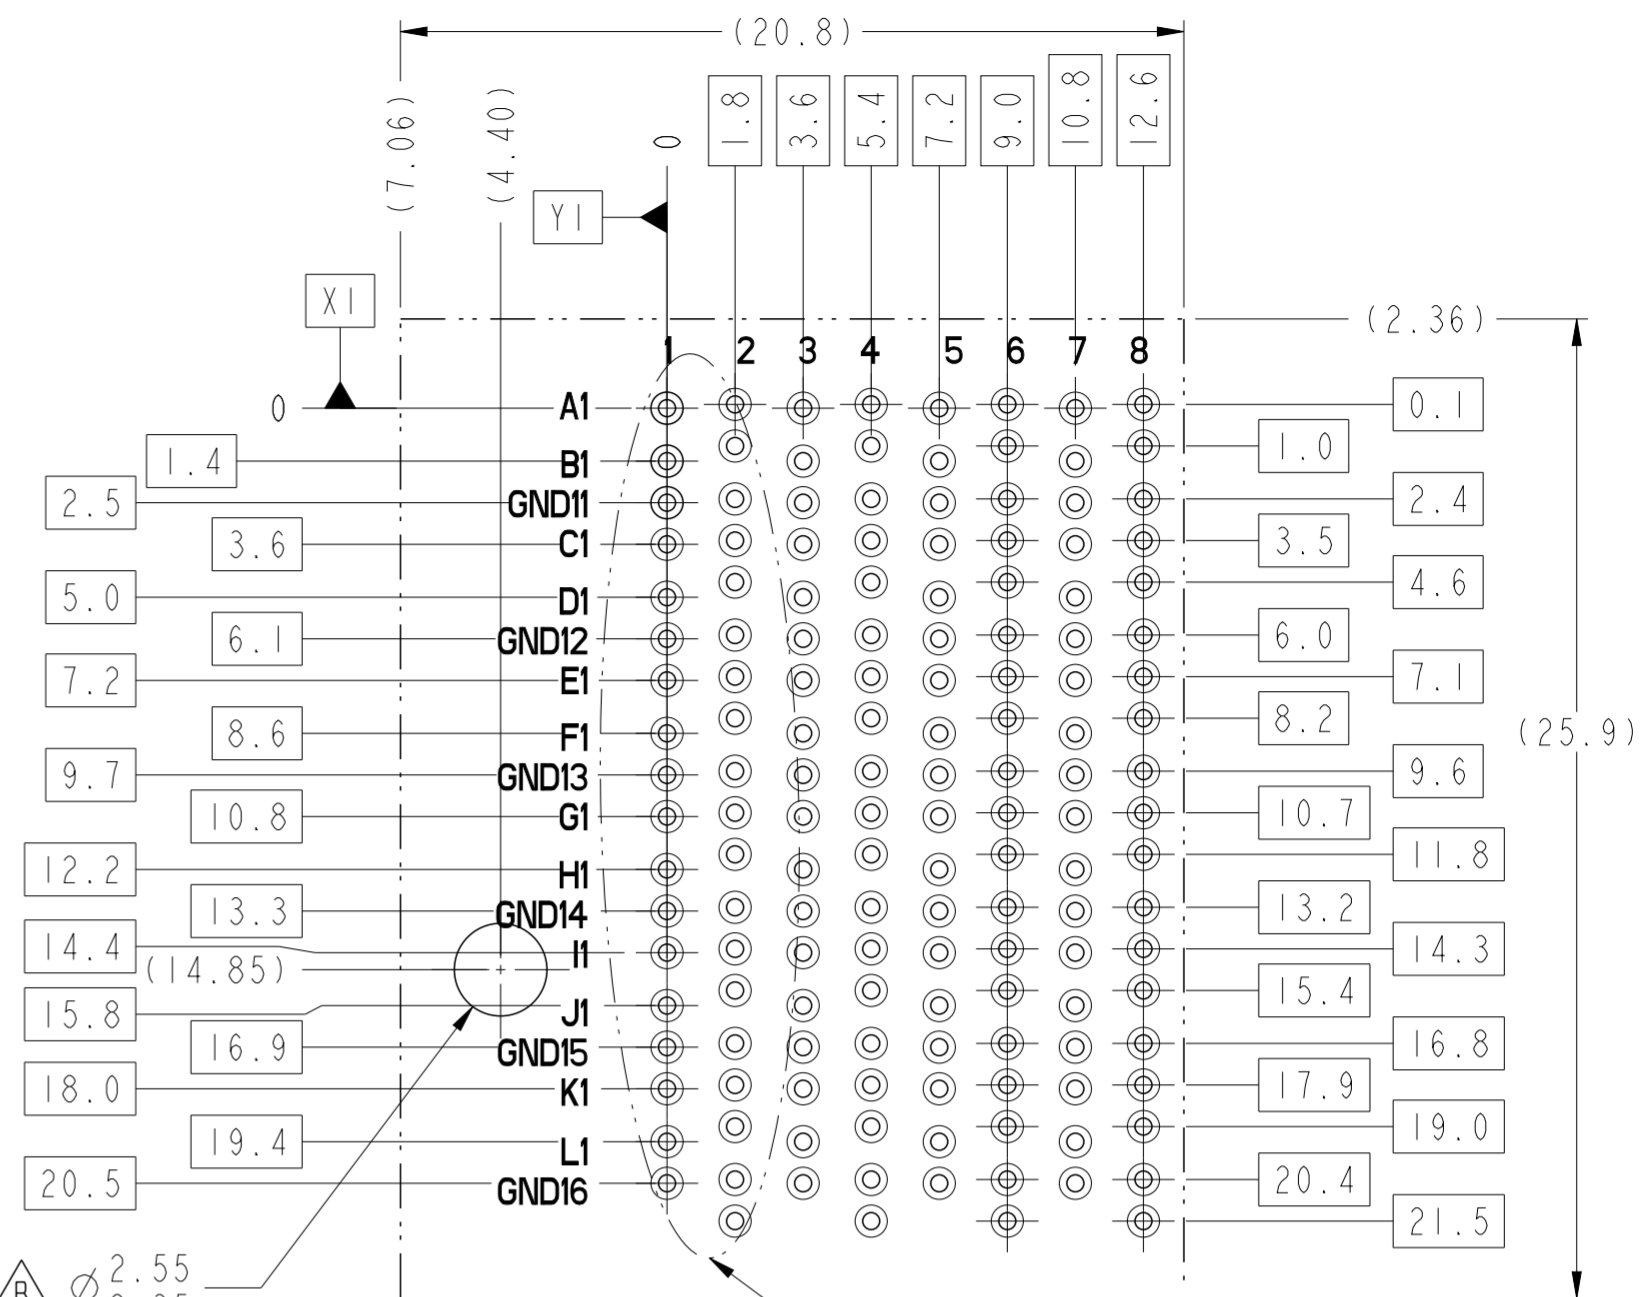 (20.8)
(7.06)
(4.40)
0
1.8
3.6
5.4
7.2
9.0
10.8
12.6
Y1
X1
(2.36)
1 2 3 4 5 6 7 8
0 A1 0.1
1.4 B1 1.0
2.5 GND11 2.4
3.6 C1 3.5
5.0 D1 4.6
6.1 GND12 6.0
7.2 E1 7.1
8.6 F1 8.2
(25.9)
9.7 GND13 9.6
10.8 G1 10.7
12.2 H1 11.8
13.3 GND14 13.2
14.4 I1 14.3
(14.85)
15.8 J1 15.4
16.9 GND15 16.8
18.0 K1 17.9
19.4 L1 19.0
20.5 GND16 20.4
21.5
B ⌀ 2.55